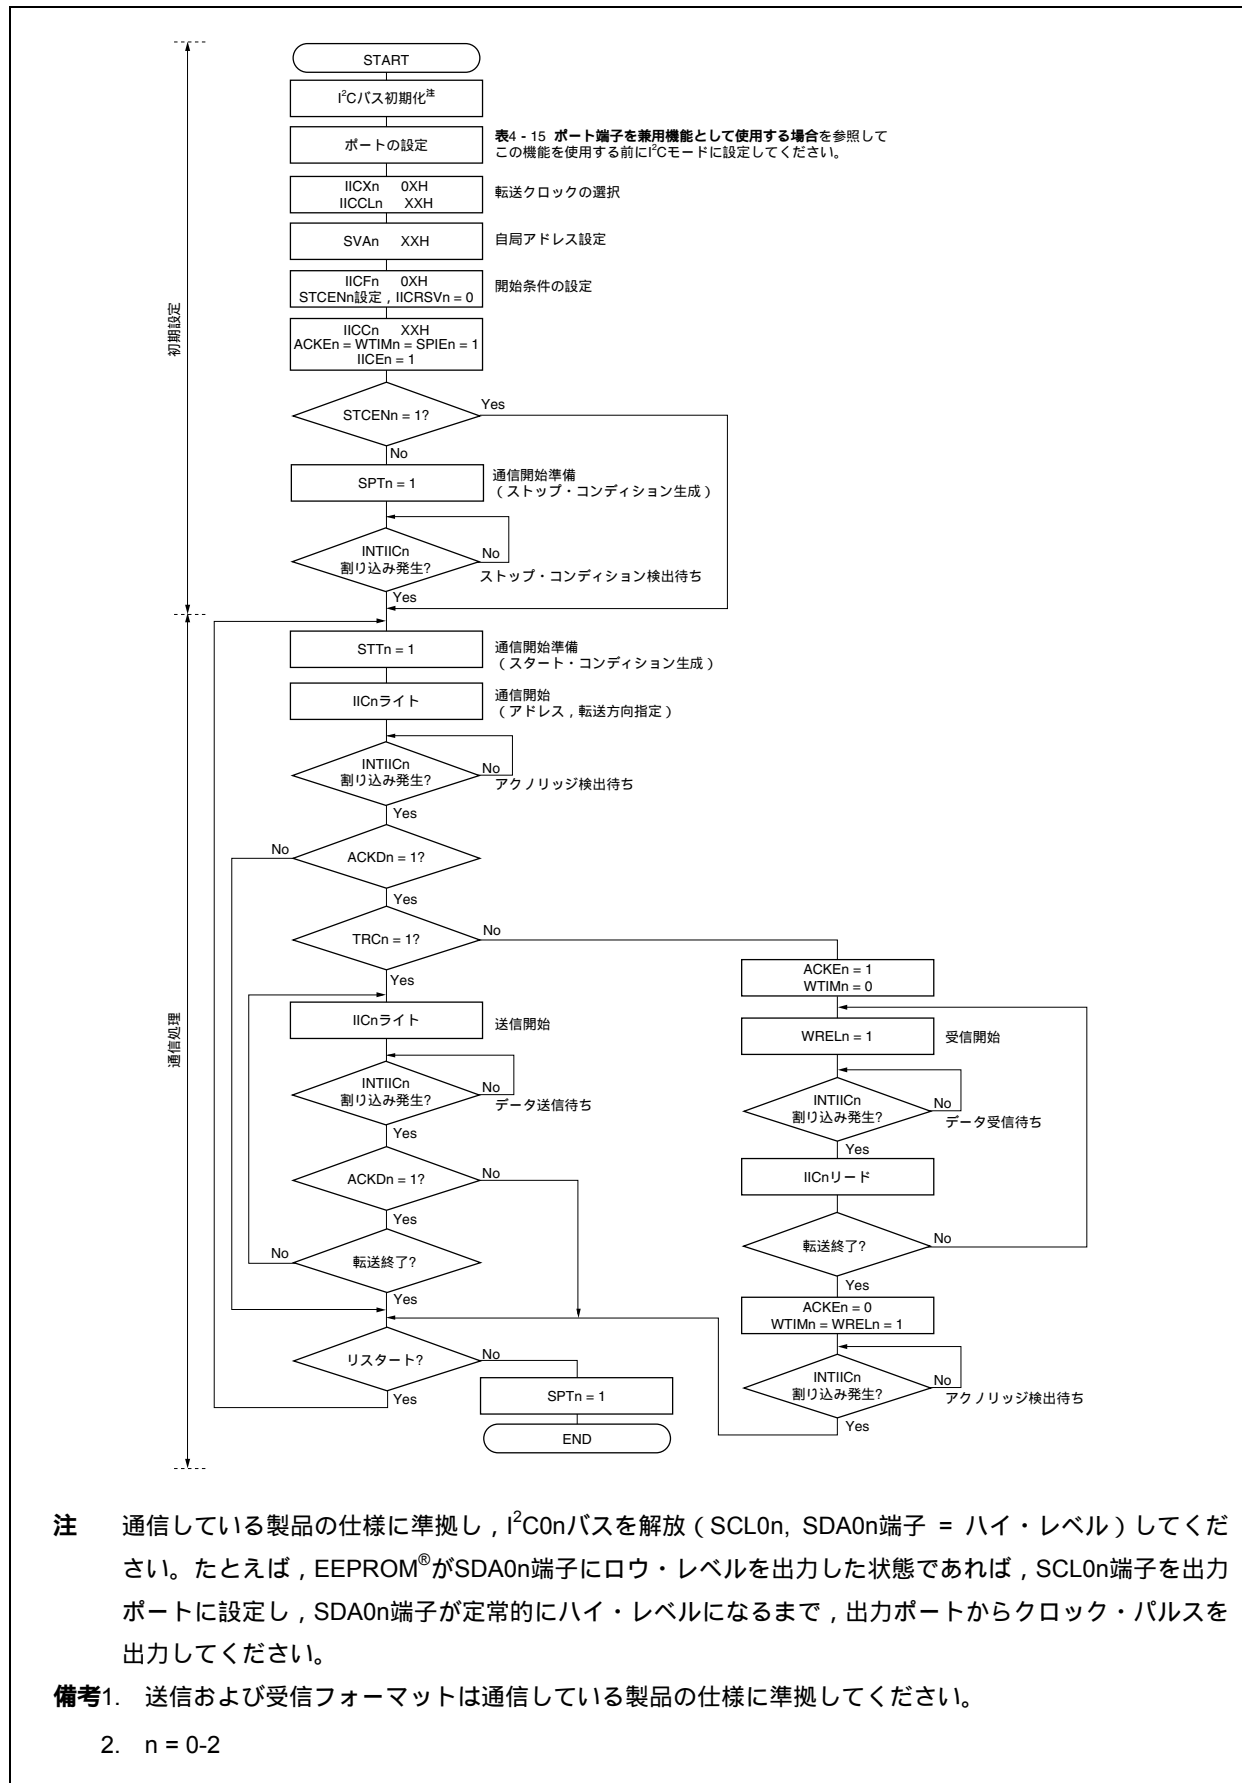 START
I²Cバス初期化注
ポートの設定
表4 - 15 ポート端子を兼用機能として使用する場合を参照して
この機能を使用する前にI²Cモードに設定してください。
IICXn 0XH
IICCLn XXH
転送クロックの選択
SVAn XXH
自局アドレス設定
IICFn 0XH
STCENn設定 , IICRSVn = 0
開始条件の設定
初期設定
IICCn XXH
ACKEn = WTIMn = SPIEn = 1
IICEn = 1
STCENn = 1?
Yes
No
SPTn = 1
通信開始準備
( ストップ・コンディション生成 )
INTIICn
割り込み発生?
No
ストップ・コンディション検出待ち
Yes
STTn = 1
通信開始準備
( スタート・コンディション生成 )
IICnライト
通信開始
( アドレス , 転送方向指定 )
INTIICn
割り込み発生?
No
アクノリッジ検出待ち
Yes
No
ACKDn = 1?
Yes
TRCn = 1?
No
Yes
通信処理
IICnライト
送信開始
INTIICn
割り込み発生?
No
データ送信待ち
Yes
ACKDn = 1?
No
Yes
No
転送終了?
Yes
ACKEn = 1
WTIMn = 0
WRELn = 1
受信開始
INTIICn
割り込み発生?
No
データ受信待ち
Yes
IICnリード
転送終了?
No
Yes
ACKEn = 0
WTIMn = WRELn = 1
INTIICn
割り込み発生?
No
アクノリッジ検出待ち
Yes
リスタート?
No
Yes
SPTn = 1
END
注 通信している製品の仕様に準拠し , I²C0nバスを解放 ( SCL0n, SDA0n端子 = ハイ・レベル ) してくだ
さい。たとえば , EEPROM®がSDA0n端子にロウ・レベルを出力した状態であれば , SCL0n端子を出力
ポートに設定し , SDA0n端子が定常的にハイ・レベルになるまで , 出力ポートからクロック・パルスを
出力してください。
備考1. 送信および受信フォーマットは通信している製品の仕様に準拠してください。
2. n = 0-2